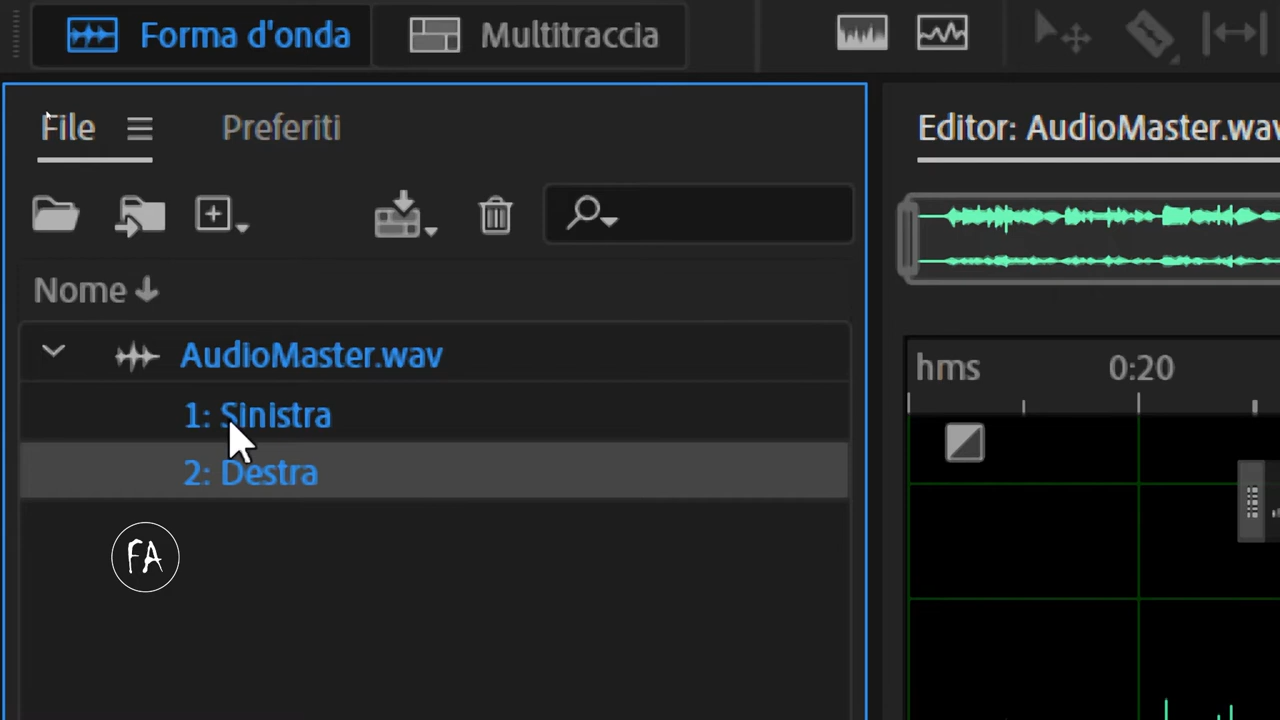 Forma d'onda Multitraccia
File Preferiti Editor: AudioMaster.wav
Nome
AudioMaster.wav
hms 0:20
1: Sinistra
2: Destra
FA